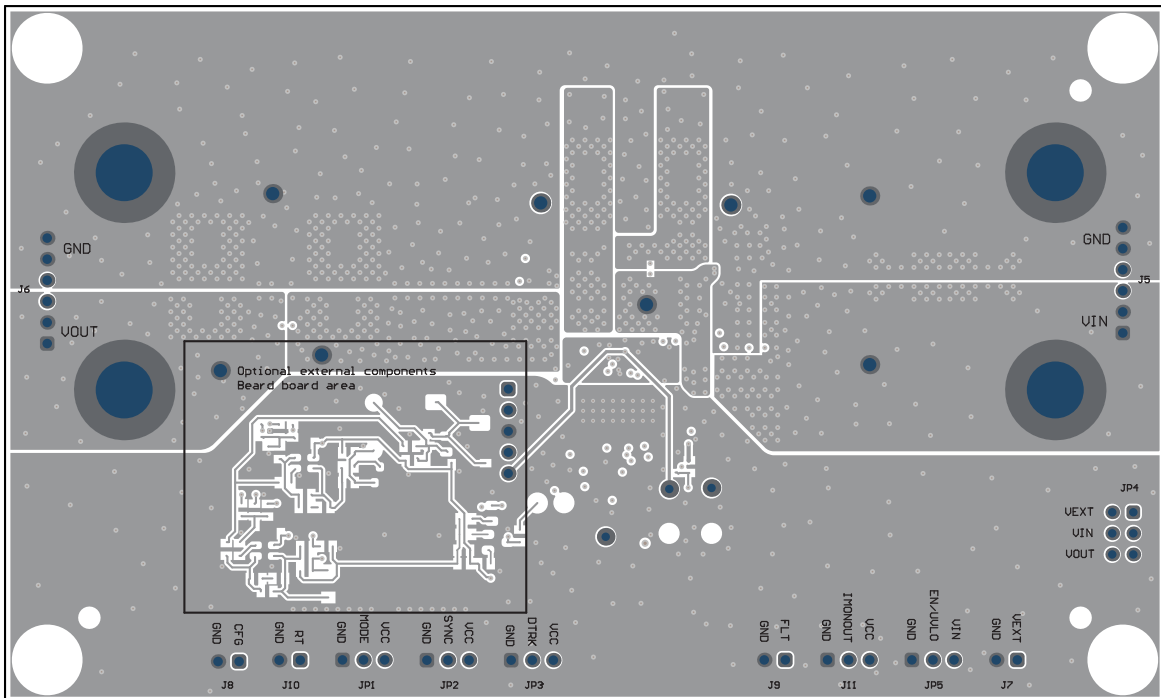 GND
J6
VOUT
GND
J5
VIN
Optional external components
Beard board area
JP4
VEXT
VIN
VOUT
GND
CFG
GND
RT
GND
MODE
VCC
GND
SYNC
VCC
GND
DTRK
VCC
GND
FLT
GND
IMONOUT
VCC
GND
EN/UVLO
VIN
GND
VEXT
J8
J10
JP1
JP2
JP3
J9
J11
JP5
J7